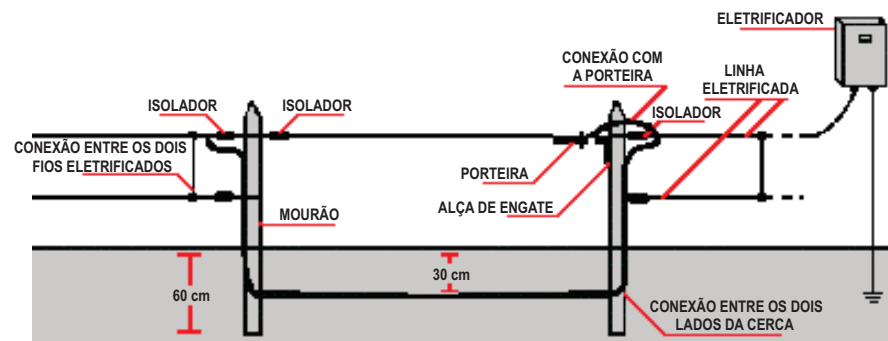 ELETRIFICADOR
CONEXÃO COM
A PORTEIRA
LINHA
ELETRIFICADA
ISOLADOR
ISOLADOR
ISOLADOR
CONEXÃO ENTRE OS DOIS
FIOS ELETRIFICADOS
PORTEIRA
ALÇA DE ENGATE
MOURÃO
60 cm
30 cm
CONEXÃO ENTRE OS DOIS
LADOS DA CERCA